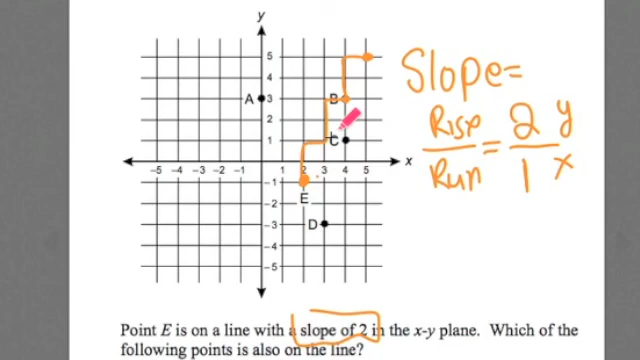 y
5
4
A 3 B
2
1 C
-5 -4 -3 -2 -1 1 2 3 4 5 x
-1
-2 E
-3 D
-4
-5
Slope=
Rise 2 y
Run = 1 x
Point E is on a line with a slope of 2 in the x-y plane. Which of the
following points is also on the line?